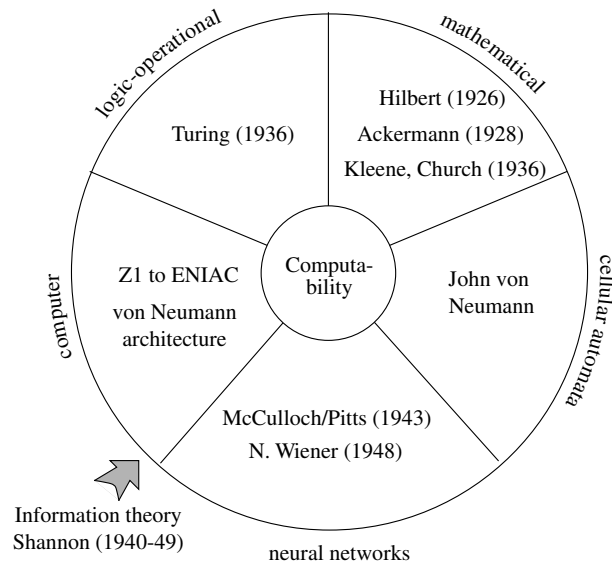 logic-operational
mathematical
Turing (1936)
Hilbert (1926)
Ackermann (1928)
Kleene, Church (1936)
computer
Z1 to ENIAC
von Neumann
architecture
Computa-
bility
John von
Neumann
cellular automata
McCulloch/Pitts (1943)
N. Wiener (1948)
Information theory
Shannon (1940-49)
neural networks